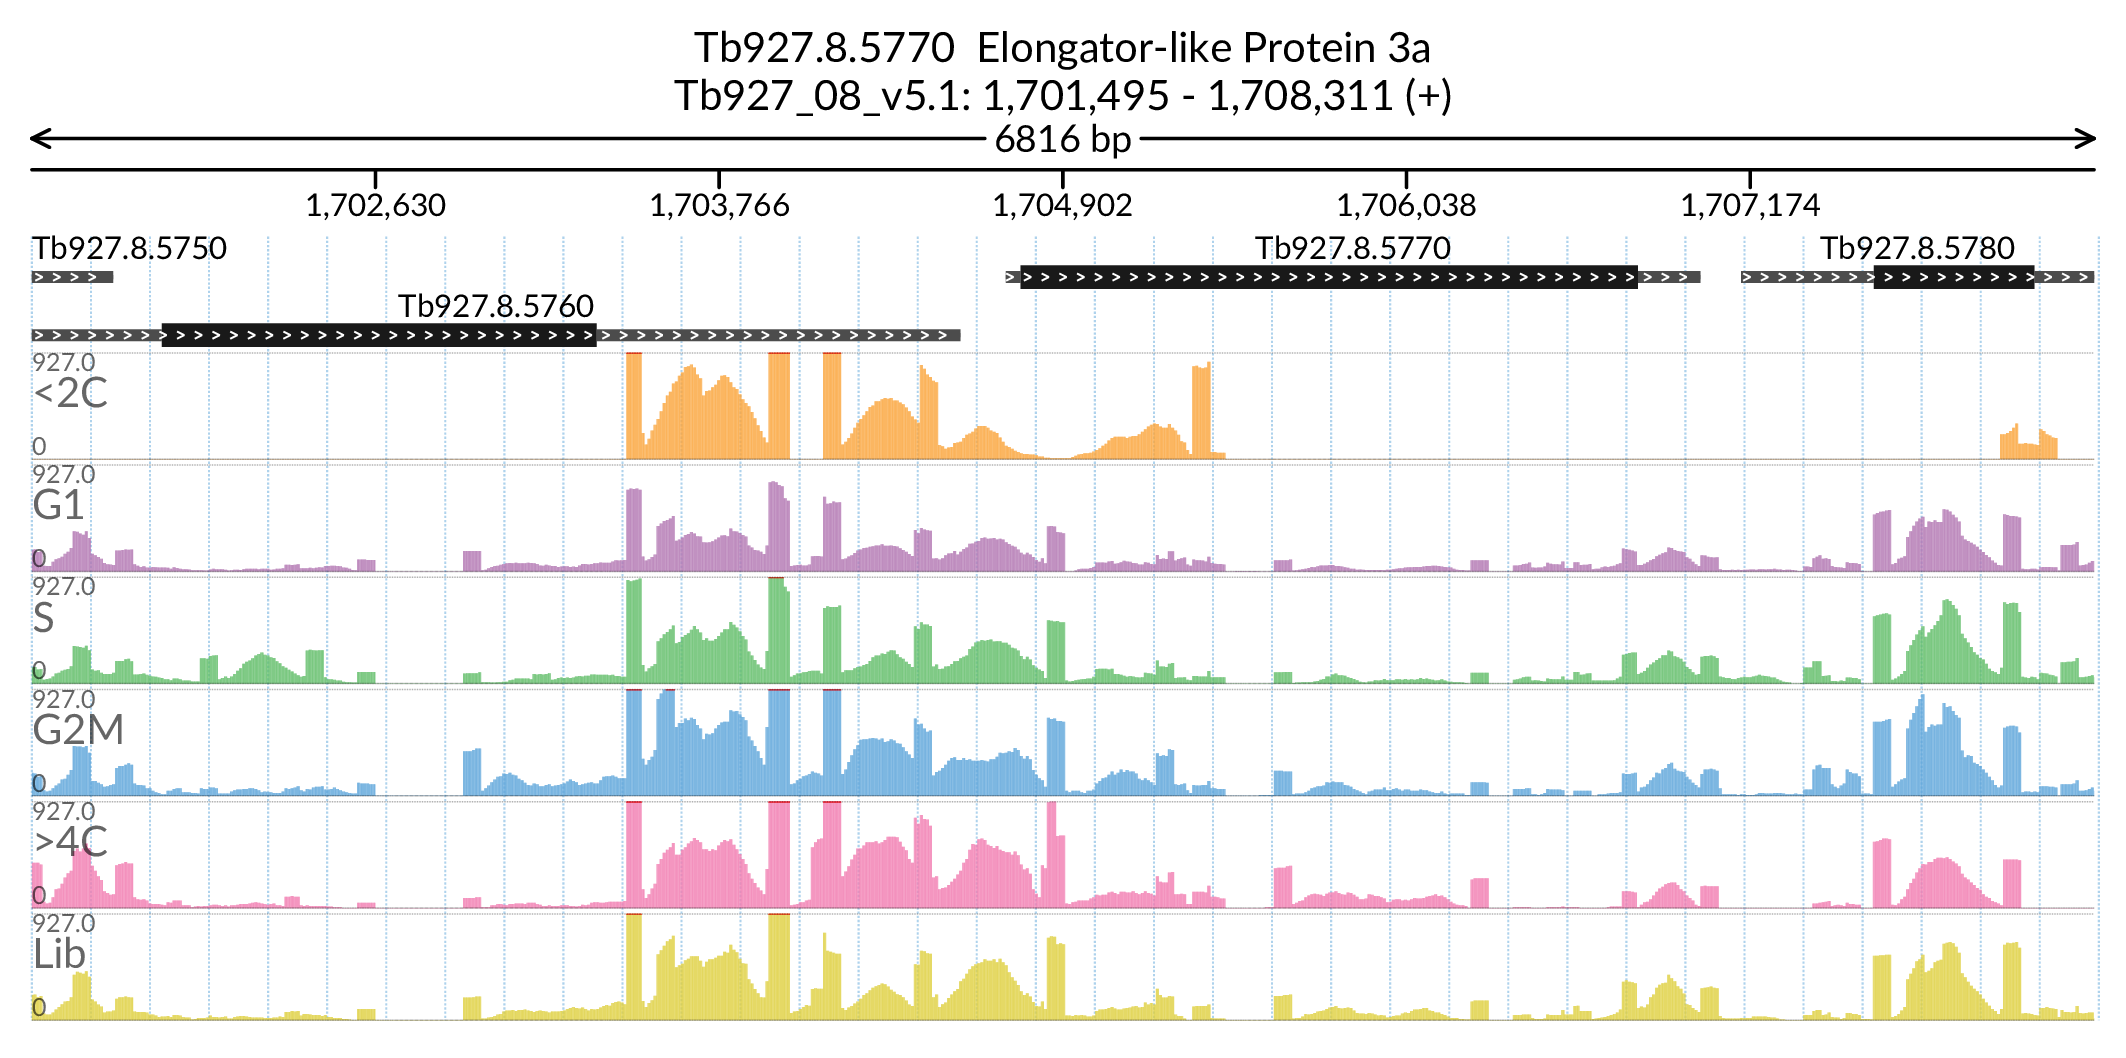 Tb927.8.5770  Elongator-like Protein 3a
Tb927_08_v5.1: 1,701,495 - 1,708,311 (+)
6816 bp
1,702,630 1,703,766 1,704,902 1,706,038 1,707,174
Tb927.8.5750 Tb927.8.5770 Tb927.8.5780
Tb927.8.5760
927.0
<2C
0
927.0
G1
0
927.0
S
0
927.0
G2M
0
927.0
>4C
0
927.0
Lib
0